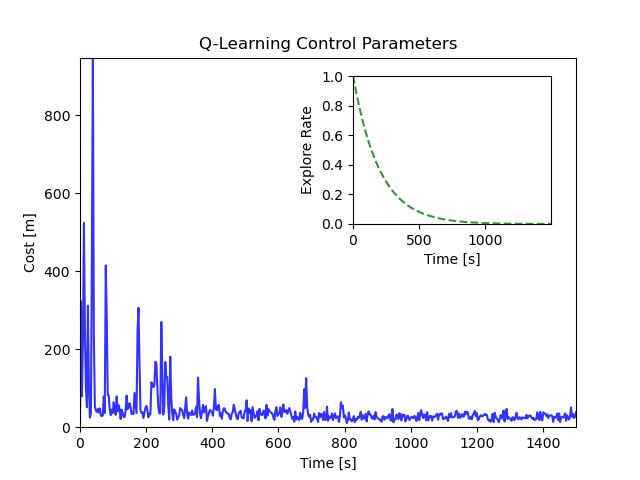 Q-Learning Control Parameters
Cost [m]
800
600
400
200
0
0 200 400 600 800 1000 1200 1400
Time [s]
Explore Rate
1.0
0.8
0.6
0.4
0.2
0.0
0 500 1000
Time [s]